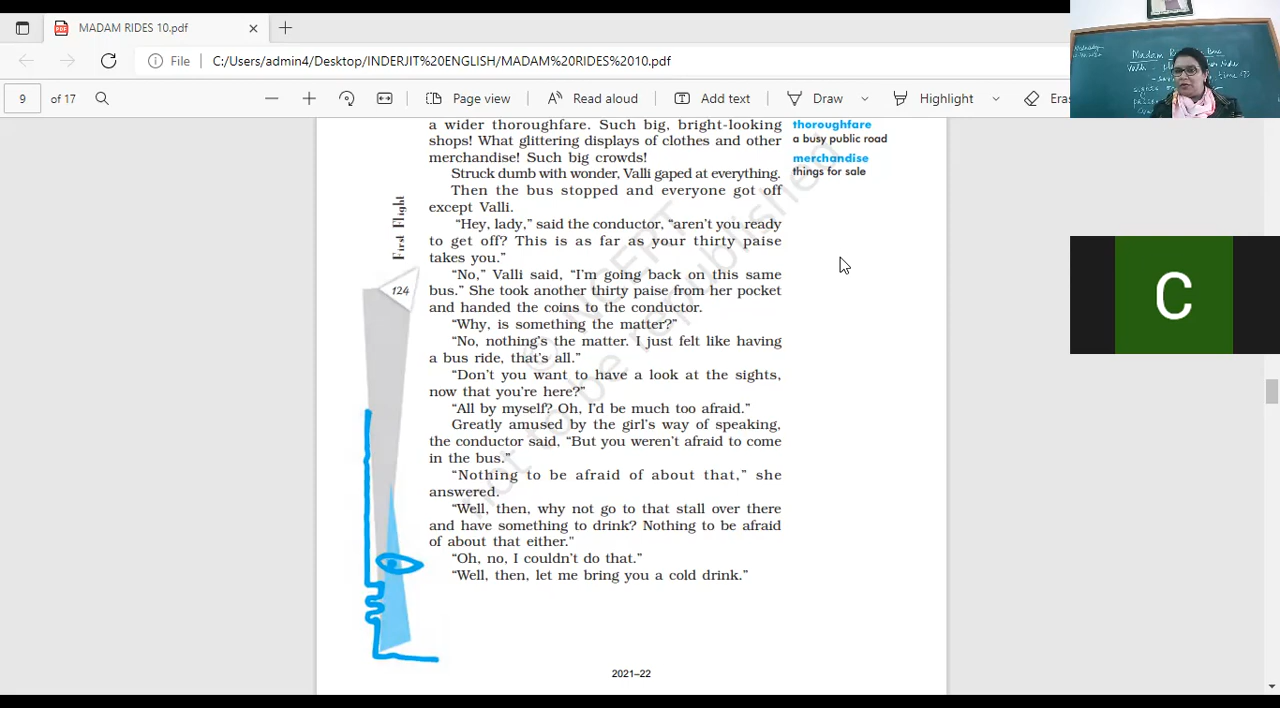 MADAM RIDES 10.pdf
File
C:/Users/admin4/Desktop/INDERJIT%20ENGLISH/MADAM%20RIDES%2010.pdf
9
of 17
Page view
Read aloud
Add text
Draw
Highlight
Eras
Madam
Bus
Valli
a wider thoroughfare. Such big, bright-looking
shops! What glittering displays of clothes and other
merchandise! Such big crowds!
Struck dumb with wonder, Valli gaped at everything.
Then the bus stopped and everyone got off
except Valli.
“Hey, lady,” said the conductor, “aren’t you ready
to get off? This is as far as your thirty paise
takes you.”
“No,” Valli said, “I’m going back on this same
bus.” She took another thirty paise from her pocket
and handed the coins to the conductor.
“Why, is something the matter?”
“No, nothing’s the matter. I just felt like having
a bus ride, that’s all.”
“Don’t you want to have a look at the sights,
now that you’re here?”
“All by myself? Oh, I’d be much too afraid.”
Greatly amused by the girl’s way of speaking,
the conductor said, “But you weren’t afraid to come
in the bus.”
“Nothing to be afraid of about that,” she
answered.
“Well, then, why not go to that stall over there
and have something to drink? Nothing to be afraid
of about that either.”
“Oh, no, I couldn’t do that.”
“Well, then, let me bring you a cold drink.”
thoroughfare
a busy public road
merchandise
things for sale
First Flight
124
not to be republished
2021–22
C